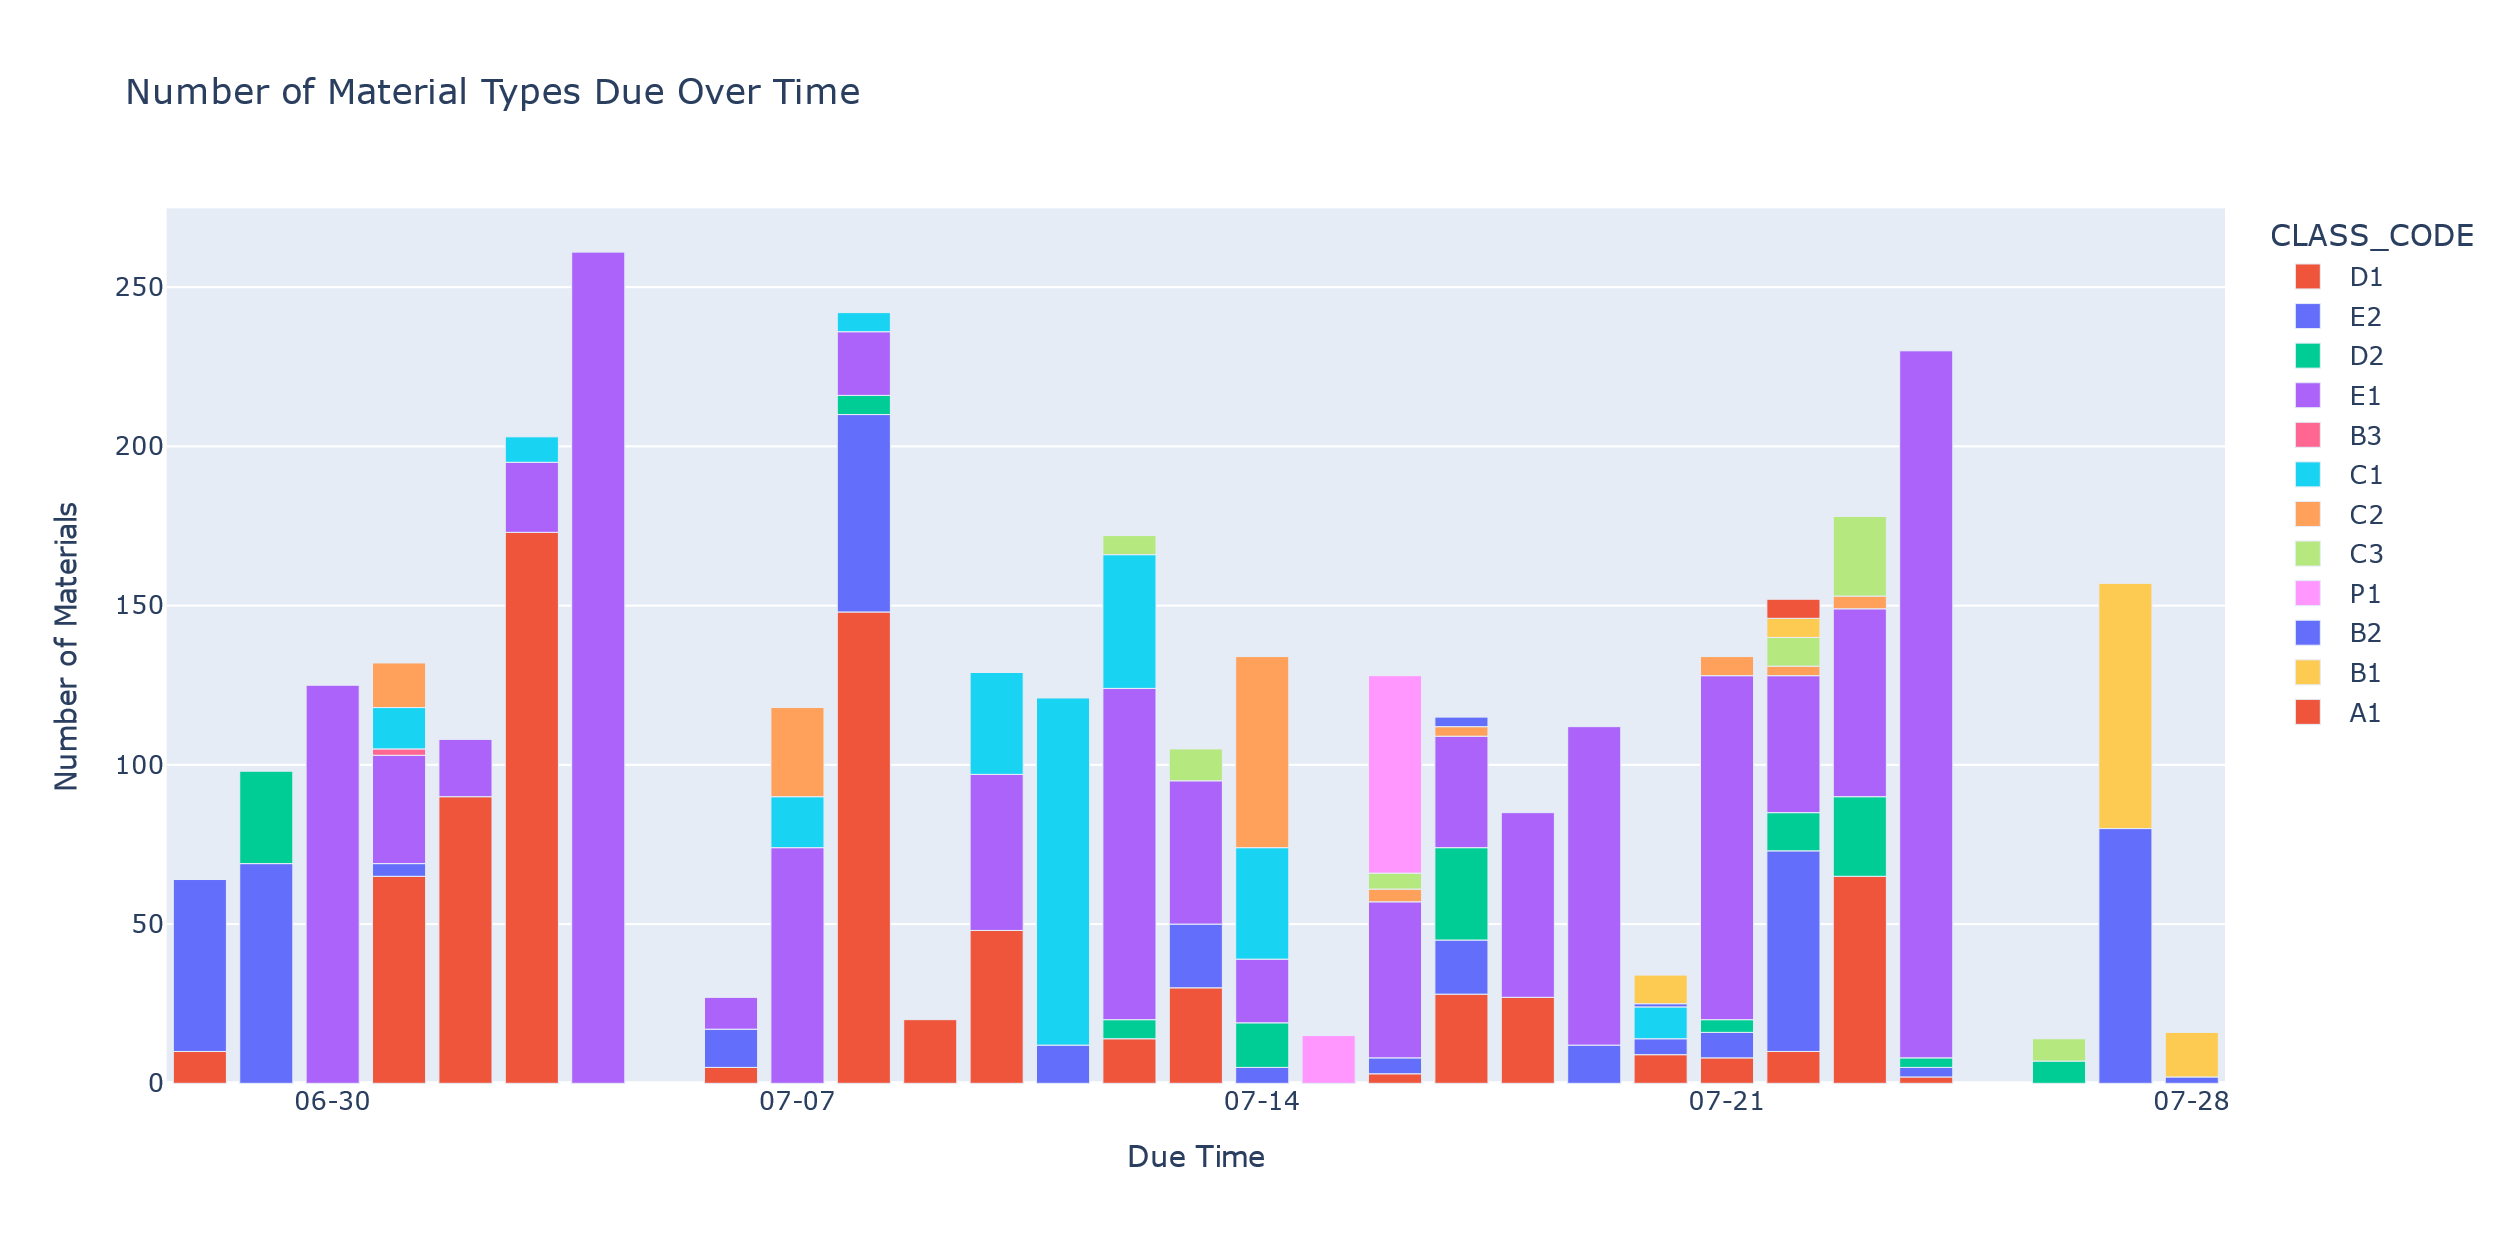 Number of Material Types Due Over Time
CLASS_CODE
D1
E2
D2
E1
B3
C1
C2
C3
P1
B2
B1
A1
Number of Materials
250
200
150
100
50
0
06-30
07-07
07-14
07-21
07-28
Due Time